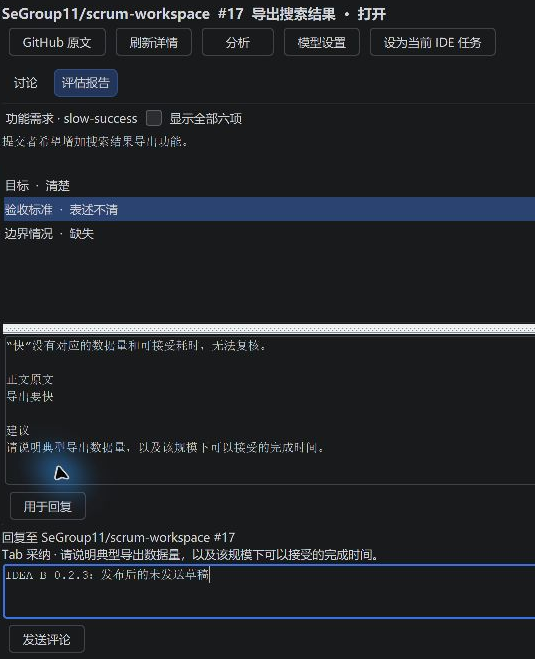 SeGroup11/scrum-workspace #17 导出搜索结果 • 打开
GitHub 原文 刷新详情 分析 模型设置 设为当前 IDE 任务
讨论 评估报告
功能需求 · slow-success 显示全部六项
提交者希望增加搜索结果导出功能。
目标 · 清楚
验收标准 · 表述不清
边界情况 · 缺失
“快”没有对应的数据量和可接受耗时，无法复核。
正文原文
导出要快
建议
请说明典型导出数据量，以及该规模下可以接受的完成时间。
用于回复
回复至 SeGroup11/scrum-workspace #17
Tab 采纳 · 请说明典型导出数据量，以及该规模下可以接受的完成时间。
IDEA B 0.2.3：发布后的未发送草稿
发送评论